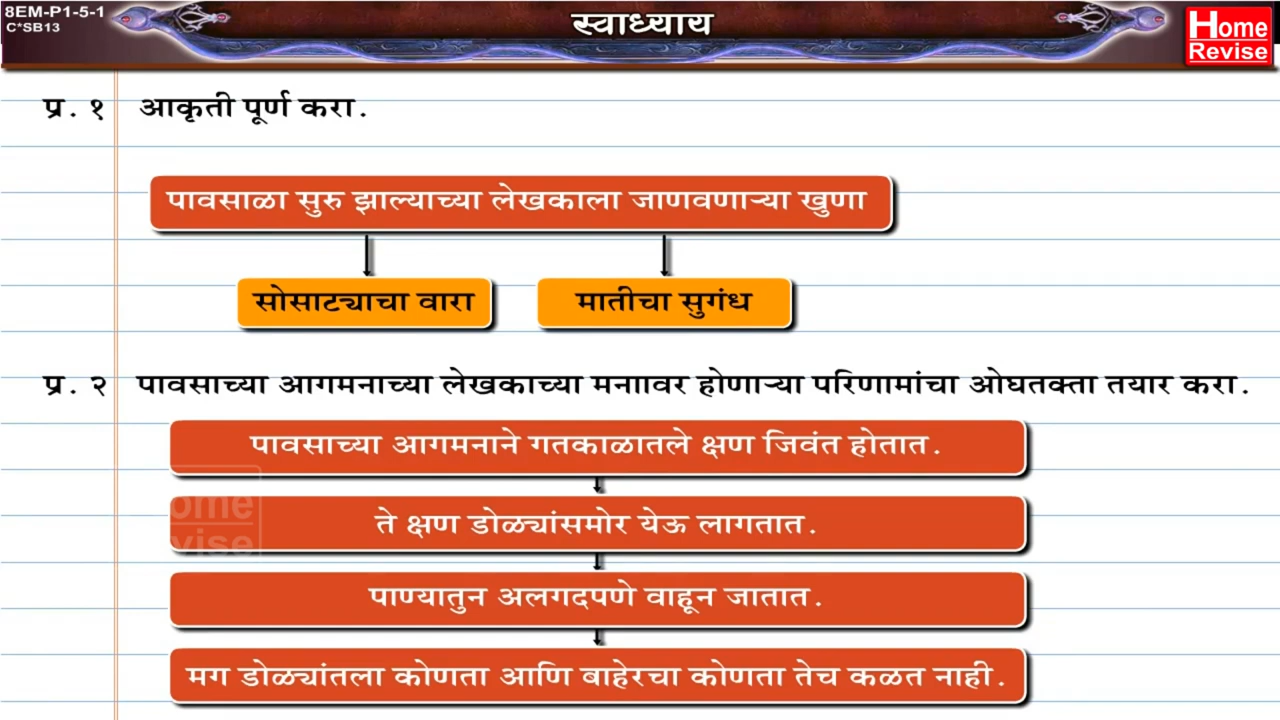 8EM-P1-5-1
C*SB13
स्वाध्याय
Home
Revise
प्र. १ आकृती पूर्ण करा.
पावसाळा सुरु झाल्याच्या लेखकाला जाणवणाऱ्या खुणा
सोसाट्याचा वारा
मातीचा सुगंध
प्र. २ पावसाच्या आगमनाच्या लेखकाच्या मनाावर होणाऱ्या परिणामांचा ओघतक्ता तयार करा.
पावसाच्या आगमनाने गतकाळातले क्षण जिवंत होतात.
ते क्षण डोळ्यांसमोर येऊ लागतात.
Home
Revise
पाण्यातुन अलगदपणे वाहून जातात.
मग डोळ्यांतला कोणता आणि बाहेरचा कोणता तेच कळत नाही.